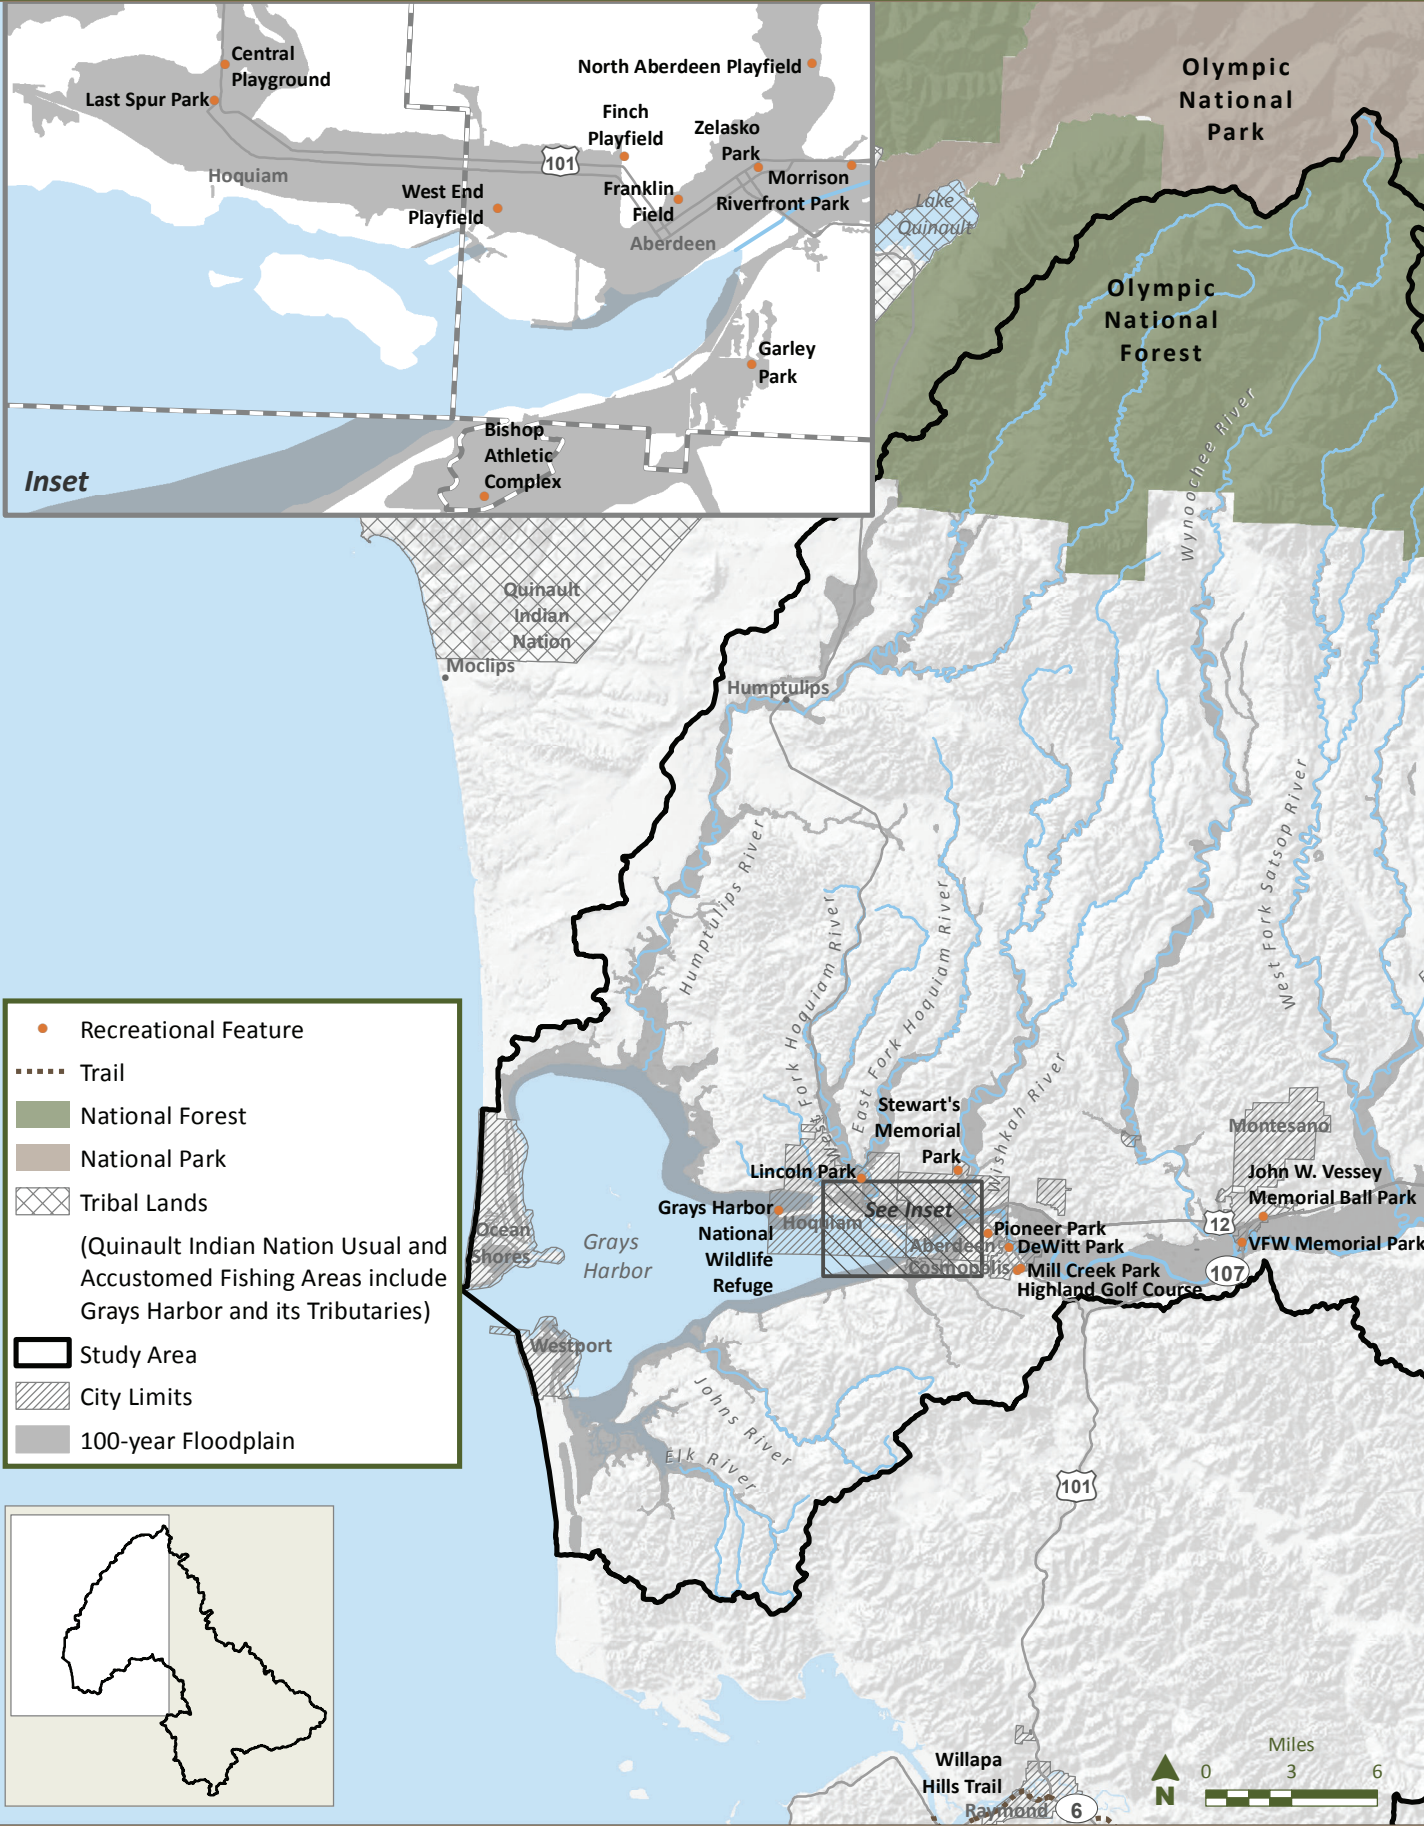 Central
Playground
Last Spur Park
North Aberdeen Playfield
Finch
Playfield
Zelasko
Park
101
Hoquiam
West End
Playfield
Franklin
Field
Morrison
Riverfront Park
Aberdeen
Garley
Park
Bishop
Athletic
Complex
Inset
Olympic
National
Park
Lake
Quinault
Olympic
National
Forest
Wynoochee River
Quinault
Indian
Nation
Moclips
Humptulips
Humptulips River
West Fork Hoquiam River
East Fork Hoquiam River
Wishkah River
West Fork Satsop River
Stewart's
Memorial
Park
Lincoln Park
Montesano
John W. Vessey
Memorial Ball Park
Grays Harbor
National
Wildlife
Refuge
Hoquiam
See Inset
Aberdeen
Cosmopolis
Pioneer Park
DeWitt Park
Mill Creek Park
Highland Golf Course
12
VFW Memorial Park
107
Ocean
Shores
Grays
Harbor
Westport
Johns River
Elk River
101
Recreational Feature
Trail
National Forest
National Park
Tribal Lands
(Quinault Indian Nation Usual and
Accustomed Fishing Areas include
Grays Harbor and its Tributaries)
Study Area
City Limits
100-year Floodplain
Willapa
Hills Trail
Raymond
6
N
Miles
0 3 6